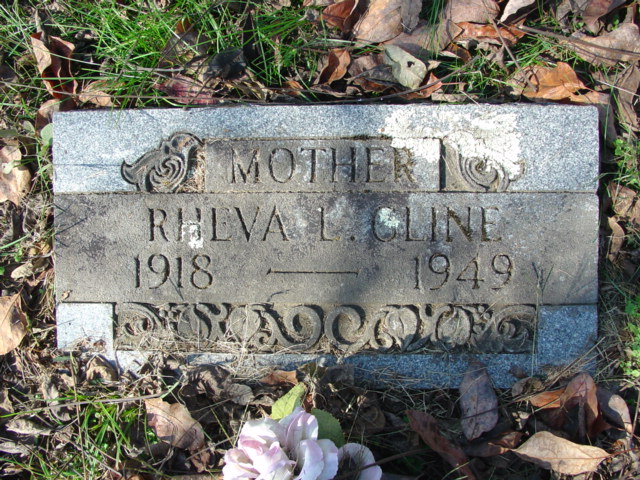 MOTHER
RHEVA L. CLINE
1918 — 1949